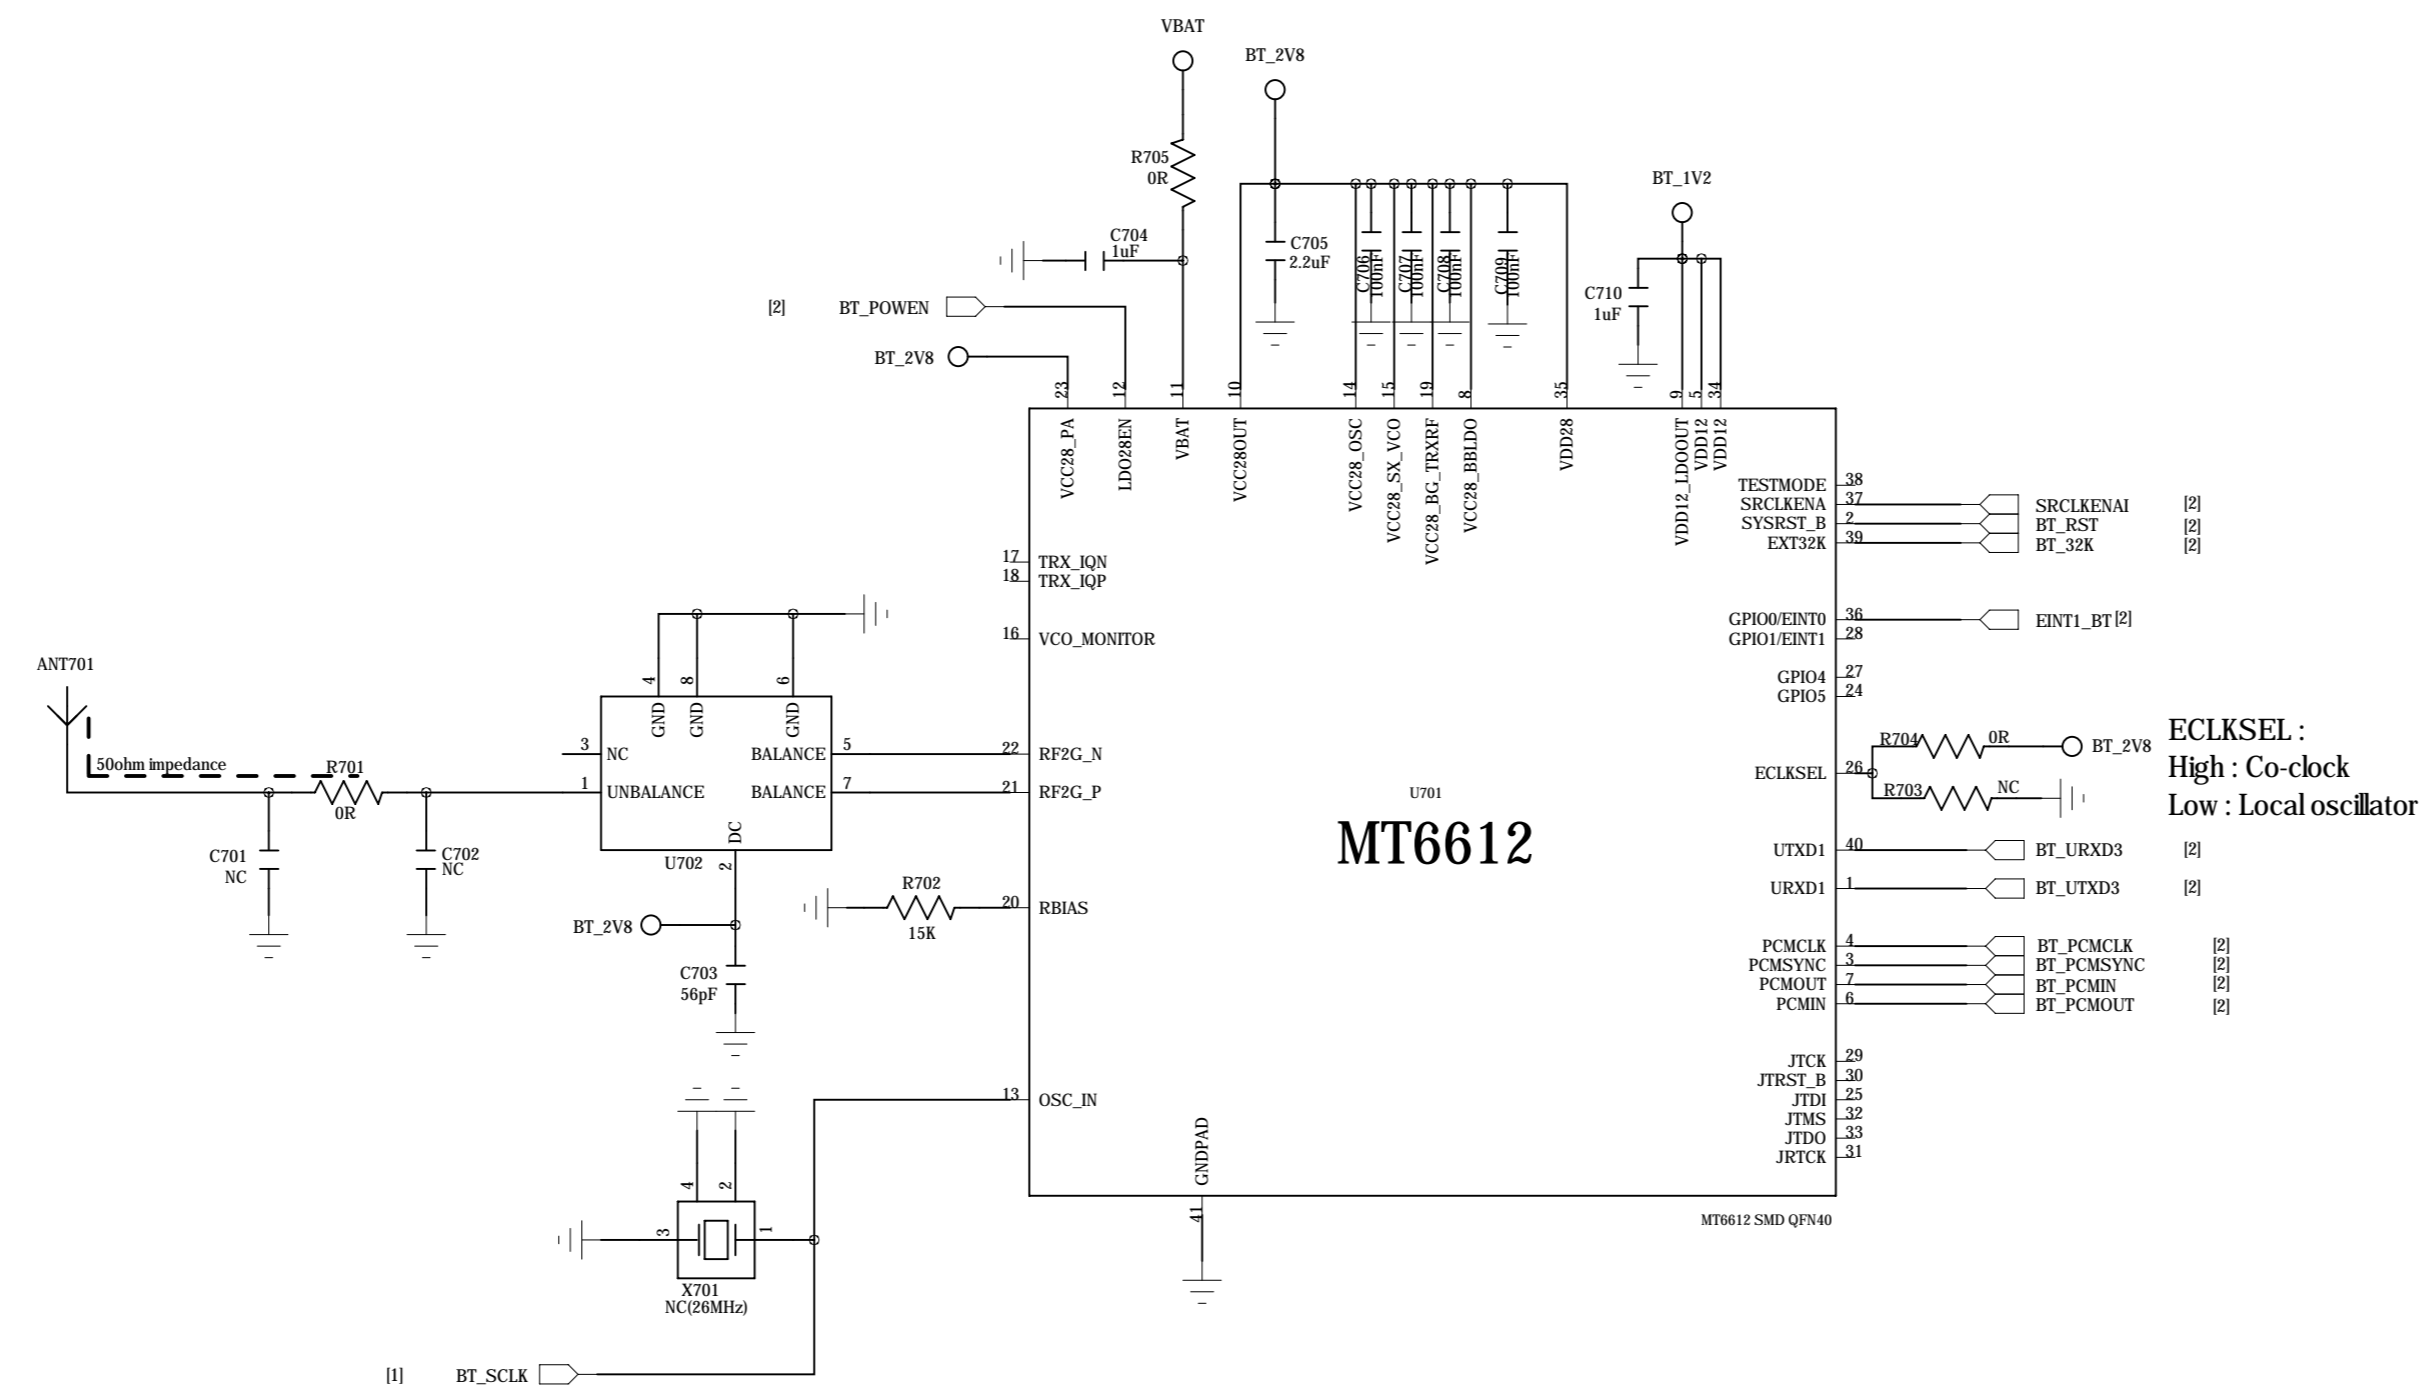 VBAT
BT_2V8
R705
0R
BT_1V2
C704
1uF
C705
2.2uF
C706
100nF
C707
100nF
C708
100nF
C709
100nF
C710
1uF
[2] BT_POWEN
BT_2V8
23
12
11
10
14
15
19
8
35
9
5
34
VCC28_PA
LDO28EN
VBAT
VCC28OUT
VCC28_OSC
VCC28_SX_VCO
VCC28_BG_TRXRF
VCC28_BBLDO
VDD28
VDD12_LDOOUT
VDD12
VDD12
TESTMODE 38
SRCLKENA 37 SRCLKENAI [2]
SYSRST_B 2 BT_RST [2]
EXT32K 39 BT_32K [2]
17 TRX_IQN
18 TRX_IQP
16 VCO_MONITOR
GPIO0/EINT0 36 EINT1_BT [2]
GPIO1/EINT1 28
GPIO4 27
GPIO5 24
ANT701
50ohm impedance
R701
0R
C701
NC
C702
NC
4
8
6
GND
GND
GND
3 NC
BALANCE 5
1 UNBALANCE
BALANCE 7
DC
2
U702
22 RF2G_N
21 RF2G_P
BT_2V8
C703
56pF
R702
15K
20 RBIAS
U701
MT6612
ECLKSEL 26
R704 0R BT_2V8
R703 NC
ECLKSEL :
High : Co-clock
Low : Local oscillator
UTXD1 40 BT_URXD3 [2]
URXD1 1 BT_UTXD3 [2]
PCMCLK 4 BT_PCMCLK [2]
PCMSYNC 3 BT_PCMSYNC [2]
PCMOUT 7 BT_PCMIN [2]
PCMIN 6 BT_PCMOUT [2]
JTCK 29
JTRST_B 30
JTDI 25
JTMS 32
JTDO 33
JRTCK 31
13 OSC_IN
GNDPAD
41
MT6612 SMD QFN40
4
2
3
1
X701
NC(26MHz)
[1] BT_SCLK